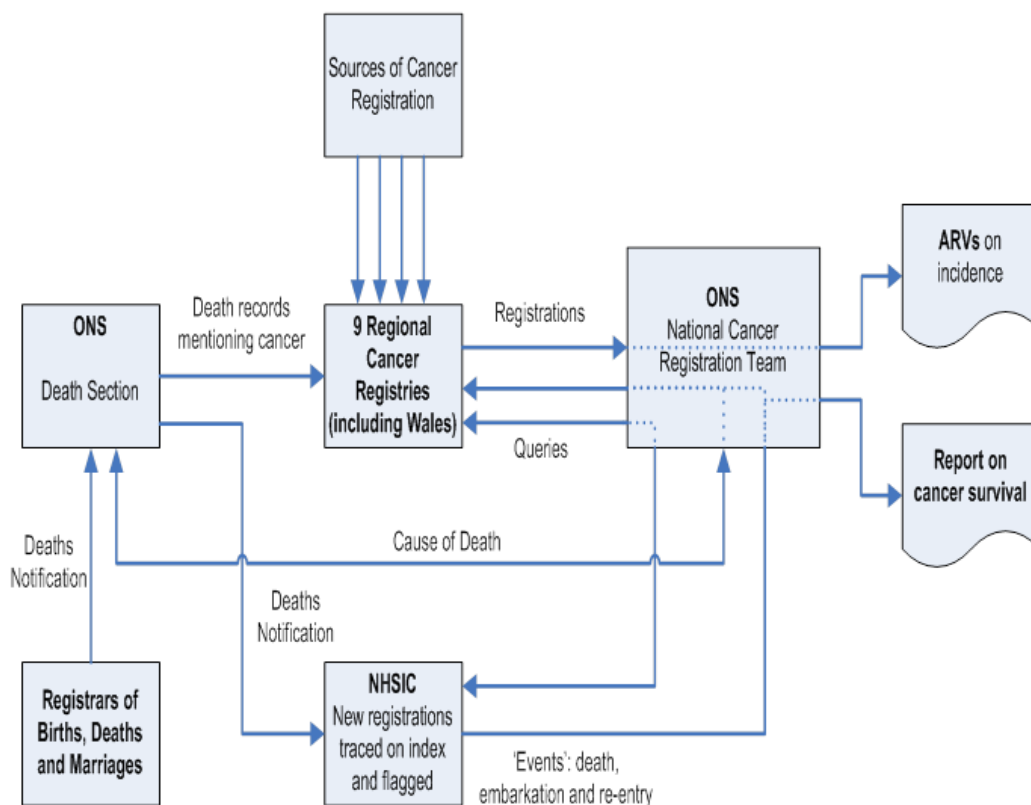 Sources of Cancer
Registration
ARVs on
incidence
ONS
National Cancer
Registration Team
Registrations
Death records
mentioning cancer
ONS
Death Section
9 Regional
Cancer
Registries
(including Wales)
Queries
Report on
cancer survival
Cause of Death
Deaths
Notification
Deaths
Notification
Registrars of
Births, Deaths
and Marriages
NHSIC
New registrations
traced on index
and flagged
'Events': death,
embarkation and re-entry